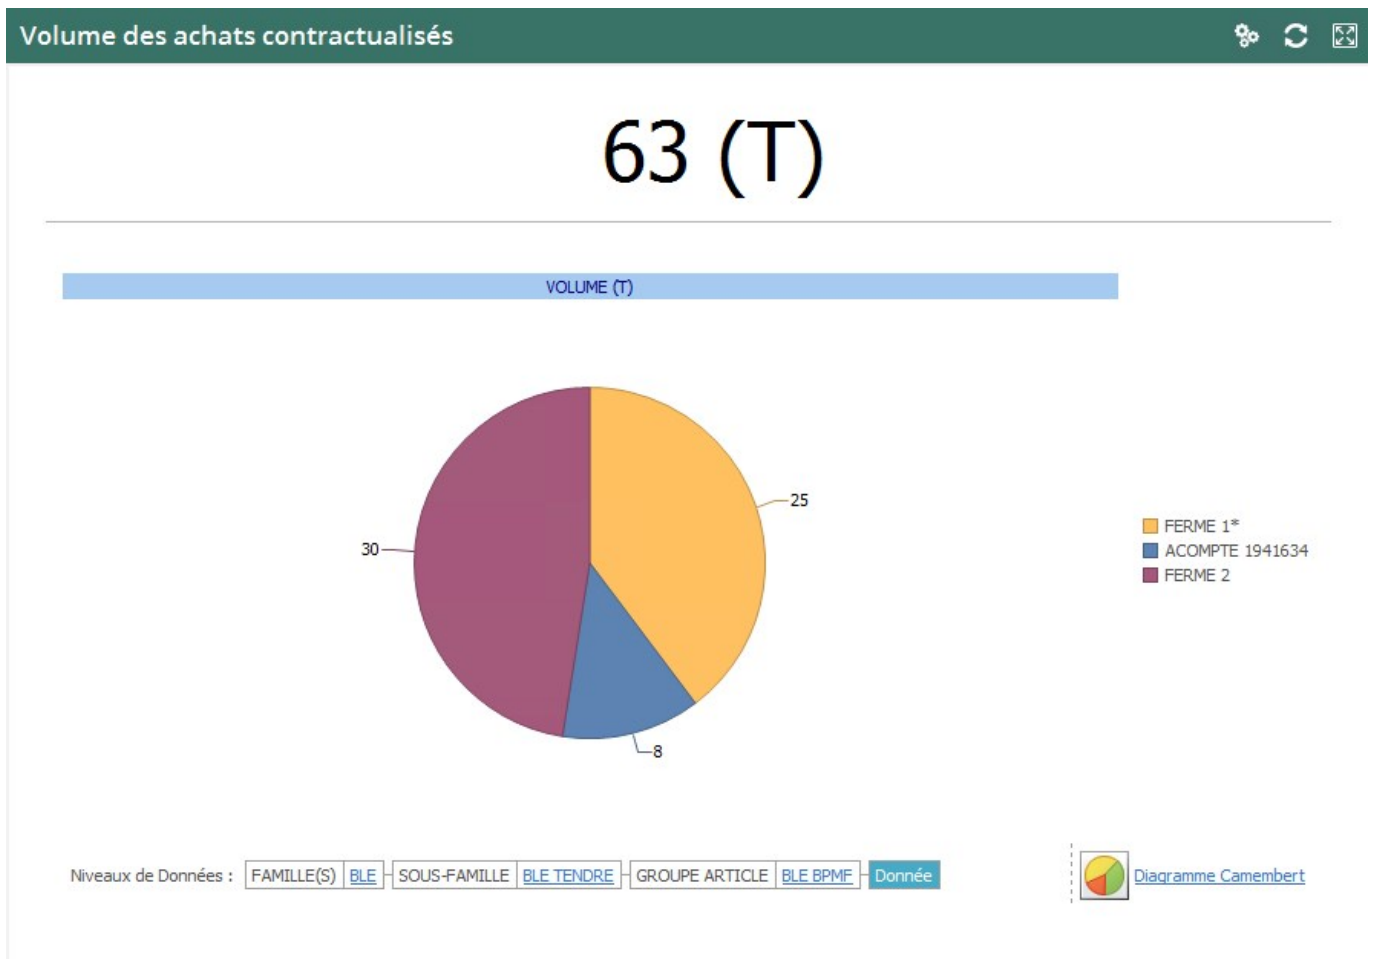 Volume des achats contractualisés
63 (T)
VOLUME (T)
25
30
8
FERME 1*
ACOMPTE 1941634
FERME 2
Niveaux de Données : FAMILLE(S) BLE SOUS-FAMILLE BLE TENDRE GROUPE ARTICLE BLE BPMF Donnée
Diagramme Camembert